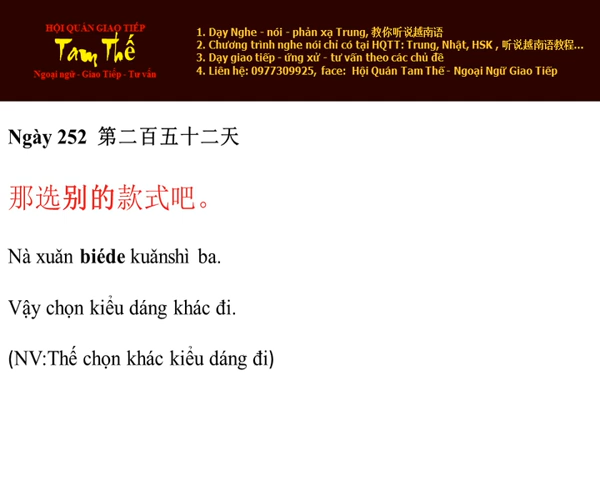 HỘI QUÁN GIAO TIẾP
Tam Thế
Ngoại ngữ - Giao Tiếp - Tư vấn
1. Dạy Nghe - nói - phản xạ Trung, 教你听说越南语
2. Chương trình nghe nói chỉ có tại HQTT: Trung, Nhật, HSK , 听说越南语教程...
3. Dạy giao tiếp - ứng xử - tư vấn theo các chủ đề
4. Liên hệ: 0977309925, face: Hội Quán Tam Thế - Ngoại Ngữ Giao Tiếp
Ngày 252 第二百五十二天
那选别的款式吧。
Nà xuǎn biéde kuǎnshì ba.
Vậy chọn kiểu dáng khác đi.
(NV:Thế chọn khác kiểu dáng đi)